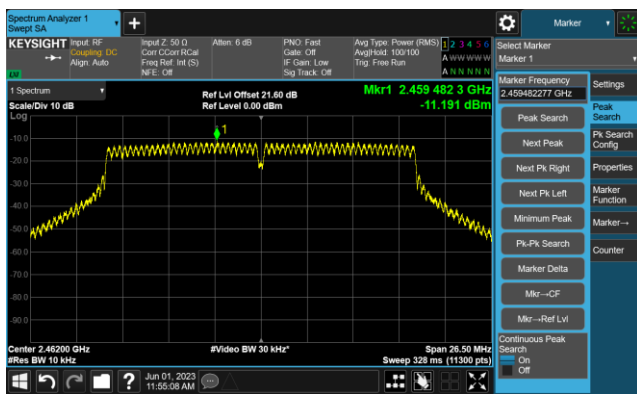 Spectrum Analyzer 1
Swept SA
Marker
KEYSIGHT
Input: RF
Coupling: DC
Align: Auto
Input Z: 50 Ω
Corr CCorr RCal
Freq Ref: Int (S)
NFE: Off
Atten: 6 dB
PNO: Fast
Gate: Off
IF Gain: Low
Sig Track: Off
Avg Type: Power (RMS)
Avg|Hold: 100/100
Trig: Free Run
1 2 3 4 5 6
A W W W W W
A N N N N N
LXI
Select Marker
Marker 1
1 Spectrum
Scale/Div 10 dB
Log
Ref Lvl Offset 21.60 dB
Ref Level 0.00 dBm
Mkr1 2.459 482 3 GHz
-11.191 dBm
1
-10.0
-20.0
-30.0
-40.0
-50.0
-60.0
-70.0
-80.0
-90.0
Center 2.46200 GHz
#Res BW 10 kHz
#Video BW 30 kHz*
Span 26.50 MHz
Sweep 328 ms (11300 pts)
Marker Frequency
2.459482277 GHz
Peak Search
Next Peak
Next Pk Right
Next Pk Left
Minimum Peak
Pk-Pk Search
Marker Delta
Mkr→CF
Mkr→Ref Lvl
Continuous Peak
Search
On
Off
Settings
Peak
Search
Pk Search
Config
Properties
Marker
Function
Marker→
Counter
?
Jun 01, 2023
11:55:08 AM